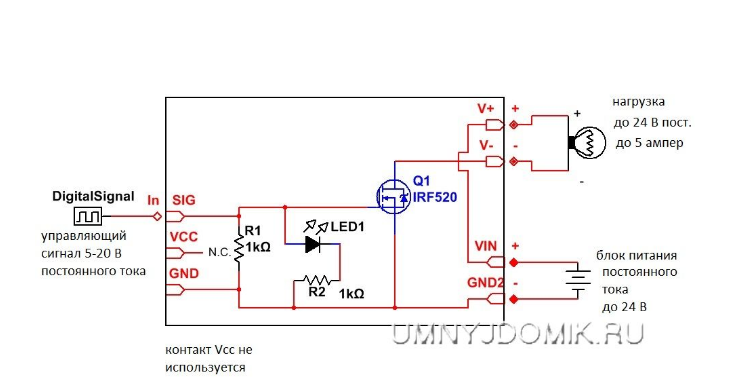 V+
+
нагрузка
до 24 В пост.
+
V-
-
до 5 ампер
Q1
-
IRF520
DigitalSignal
In
SIG
управляющий
R1
LED1
сигнал 5-20 В
VCC
N.C.
1kΩ
VIN
+
постоянного тока
блок питания
GND
постоянного
GND2
-
тока
R2
1kΩ
до 24 В
UMNYJDOMIK.RU
контакт Vcc не
используется